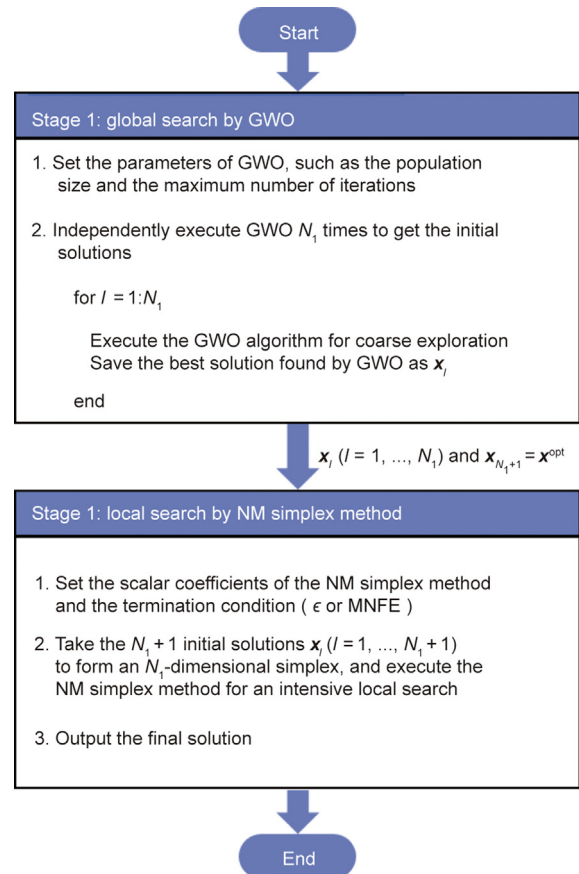 Start
Stage 1: global search by GWO
1. Set the parameters of GWO, such as the population
size and the maximum number of iterations
2. Independently execute GWO N₁ times to get the initial
solutions
for l = 1:N₁
Execute the GWO algorithm for coarse exploration
Save the best solution found by GWO as xₗ
end
xₗ (l = 1, ..., N₁) and x_{N₁+1} = x^{opt}
Stage 1: local search by NM simplex method
1. Set the scalar coefficients of the NM simplex method
and the termination condition ( ϵ or MNFE )
2. Take the N₁ + 1 initial solutions xₗ (l = 1, ..., N₁ + 1)
to form an N₁-dimensional simplex, and execute the
NM simplex method for an intensive local search
3. Output the final solution
End